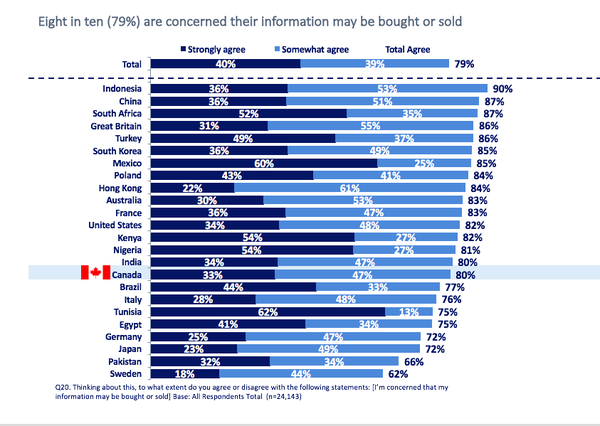 Eight in ten (79%) are concerned their information may be bought or sold
Strongly agree Somewhat agree Total Agree
Total 40% 39% 79%
Indonesia 36% 53% 90%
China 36% 51% 87%
South Africa 52% 35% 87%
Great Britain 31% 55% 86%
Turkey 49% 37% 86%
South Korea 36% 49% 85%
Mexico 60% 25% 85%
Poland 43% 41% 84%
Hong Kong 22% 61% 84%
Australia 30% 53% 83%
France 36% 47% 83%
United States 34% 48% 82%
Kenya 54% 27% 82%
Nigeria 54% 27% 81%
India 34% 47% 80%
Canada 33% 47% 80%
Brazil 44% 33% 77%
Italy 28% 48% 76%
Tunisia 62% 13% 75%
Egypt 41% 34% 75%
Germany 25% 47% 72%
Japan 23% 49% 72%
Pakistan 32% 34% 66%
Sweden 18% 44% 62%
Q20. Thinking about this, to what extent do you agree or disagree with the following statements: [I'm concerned that my
information may be bought or sold] Base: All Respondents Total (n=24,143)